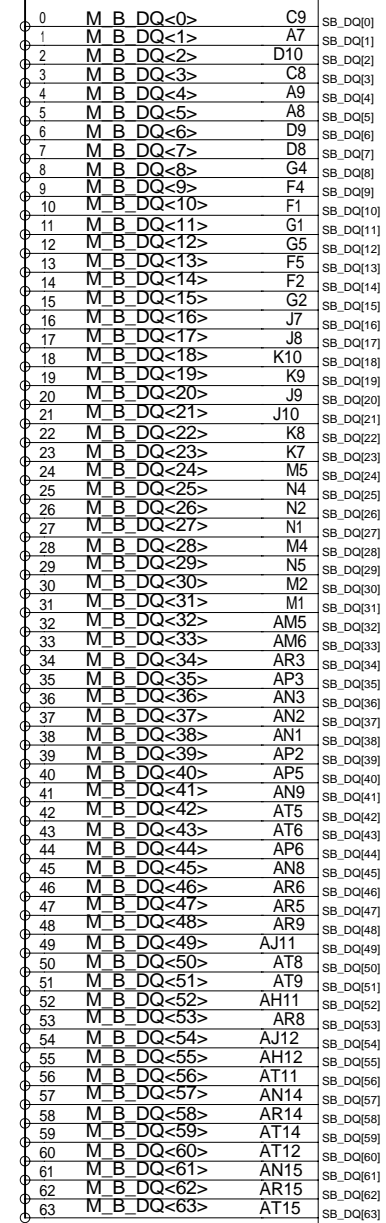 0 M_B_DQ<0> C9 SB_DQ[0]
1 M_B_DQ<1> A7 SB_DQ[1]
2 M_B_DQ<2> D10 SB_DQ[2]
3 M_B_DQ<3> C8 SB_DQ[3]
4 M_B_DQ<4> A9 SB_DQ[4]
5 M_B_DQ<5> A8 SB_DQ[5]
6 M_B_DQ<6> D9 SB_DQ[6]
7 M_B_DQ<7> D8 SB_DQ[7]
8 M_B_DQ<8> G4 SB_DQ[8]
9 M_B_DQ<9> F4 SB_DQ[9]
10 M_B_DQ<10> F1 SB_DQ[10]
11 M_B_DQ<11> G1 SB_DQ[11]
12 M_B_DQ<12> G5 SB_DQ[12]
13 M_B_DQ<13> F5 SB_DQ[13]
14 M_B_DQ<14> F2 SB_DQ[14]
15 M_B_DQ<15> G2 SB_DQ[15]
16 M_B_DQ<16> J7 SB_DQ[16]
17 M_B_DQ<17> J8 SB_DQ[17]
18 M_B_DQ<18> K10 SB_DQ[18]
19 M_B_DQ<19> K9 SB_DQ[19]
20 M_B_DQ<20> J9 SB_DQ[20]
21 M_B_DQ<21> J10 SB_DQ[21]
22 M_B_DQ<22> K8 SB_DQ[22]
23 M_B_DQ<23> K7 SB_DQ[23]
24 M_B_DQ<24> M5 SB_DQ[24]
25 M_B_DQ<25> N4 SB_DQ[25]
26 M_B_DQ<26> N2 SB_DQ[26]
27 M_B_DQ<27> N1 SB_DQ[27]
28 M_B_DQ<28> M4 SB_DQ[28]
29 M_B_DQ<29> N5 SB_DQ[29]
30 M_B_DQ<30> M2 SB_DQ[30]
31 M_B_DQ<31> M1 SB_DQ[31]
32 M_B_DQ<32> AM5 SB_DQ[32]
33 M_B_DQ<33> AM6 SB_DQ[33]
34 M_B_DQ<34> AR3 SB_DQ[34]
35 M_B_DQ<35> AP3 SB_DQ[35]
36 M_B_DQ<36> AN3 SB_DQ[36]
37 M_B_DQ<37> AN2 SB_DQ[37]
38 M_B_DQ<38> AN1 SB_DQ[38]
39 M_B_DQ<39> AP2 SB_DQ[39]
40 M_B_DQ<40> AP5 SB_DQ[40]
41 M_B_DQ<41> AN9 SB_DQ[41]
42 M_B_DQ<42> AT5 SB_DQ[42]
43 M_B_DQ<43> AT6 SB_DQ[43]
44 M_B_DQ<44> AP6 SB_DQ[44]
45 M_B_DQ<45> AN8 SB_DQ[45]
46 M_B_DQ<46> AR6 SB_DQ[46]
47 M_B_DQ<47> AR5 SB_DQ[47]
48 M_B_DQ<48> AR9 SB_DQ[48]
49 M_B_DQ<49> AJ11 SB_DQ[49]
50 M_B_DQ<50> AT8 SB_DQ[50]
51 M_B_DQ<51> AT9 SB_DQ[51]
52 M_B_DQ<52> AH11 SB_DQ[52]
53 M_B_DQ<53> AR8 SB_DQ[53]
54 M_B_DQ<54> AJ12 SB_DQ[54]
55 M_B_DQ<55> AH12 SB_DQ[55]
56 M_B_DQ<56> AT11 SB_DQ[56]
57 M_B_DQ<57> AN14 SB_DQ[57]
58 M_B_DQ<58> AR14 SB_DQ[58]
59 M_B_DQ<59> AT14 SB_DQ[59]
60 M_B_DQ<60> AT12 SB_DQ[60]
61 M_B_DQ<61> AN15 SB_DQ[61]
62 M_B_DQ<62> AR15 SB_DQ[62]
63 M_B_DQ<63> AT15 SB_DQ[63]